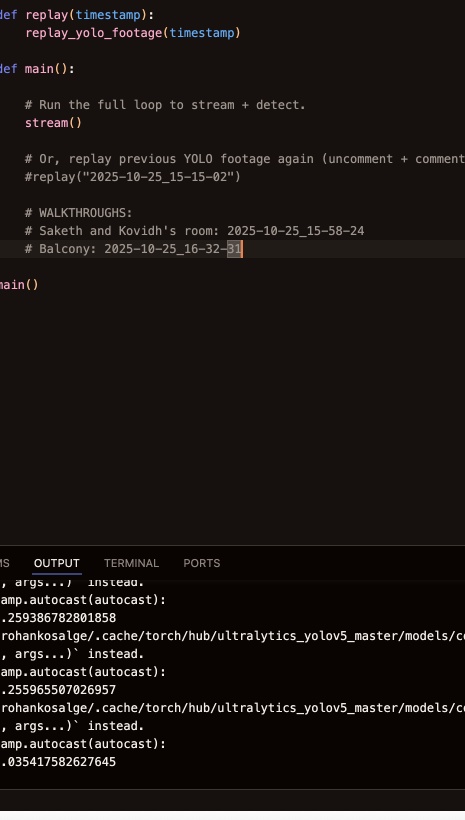 def replay(timestamp):
replay_yolo_footage(timestamp)
def main():
# Run the full loop to stream + detect.
stream()
# Or, replay previous YOLO footage again (uncomment + comment
#replay("2025-10-25_15-15-02")
# WALKTHROUGHS:
# Saketh and Kovidh's room: 2025-10-25_15-58-24
# Balcony: 2025-10-25_16-32-31
main()
MS OUTPUT TERMINAL PORTS
, args...)` instead.
amp.autocast(autocast):
.259386782801858
rohankosalge/.cache/torch/hub/ultralytics_yolov5_master/models/co
, args...)` instead.
amp.autocast(autocast):
.255965507026957
rohankosalge/.cache/torch/hub/ultralytics_yolov5_master/models/co
, args...)` instead.
amp.autocast(autocast):
.035417582627645